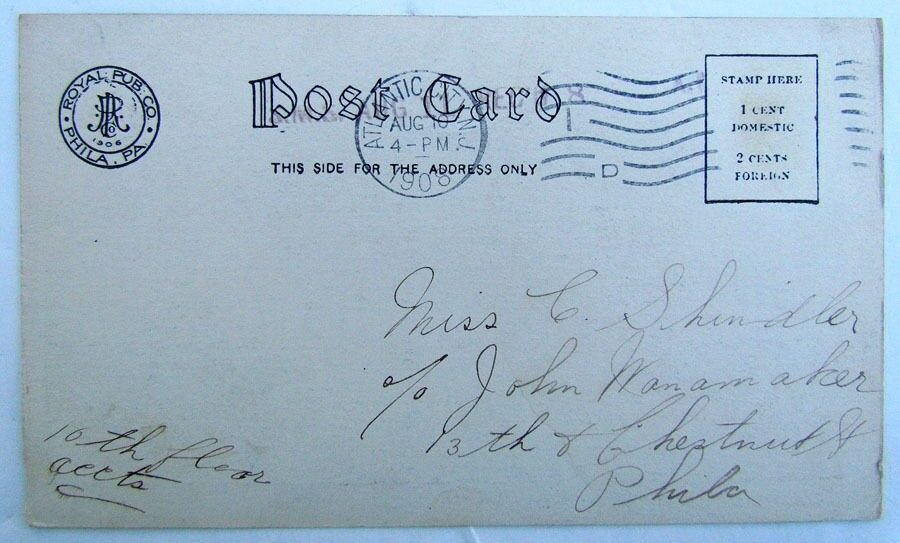 ROYAL PUB. CO.
1906
PHILA. PA.
Post Card
THIS SIDE FOR THE ADDRESS ONLY
ATLANTIC CITY N.J.
AUG 10
4-PM
1908
D
STAMP HERE
1 CENT
DOMESTIC
2 CENTS
FOREIGN
Miss C. Shindler
c/o John Wanamaker
13th & Chestnut St
Phila
10th floor
accts